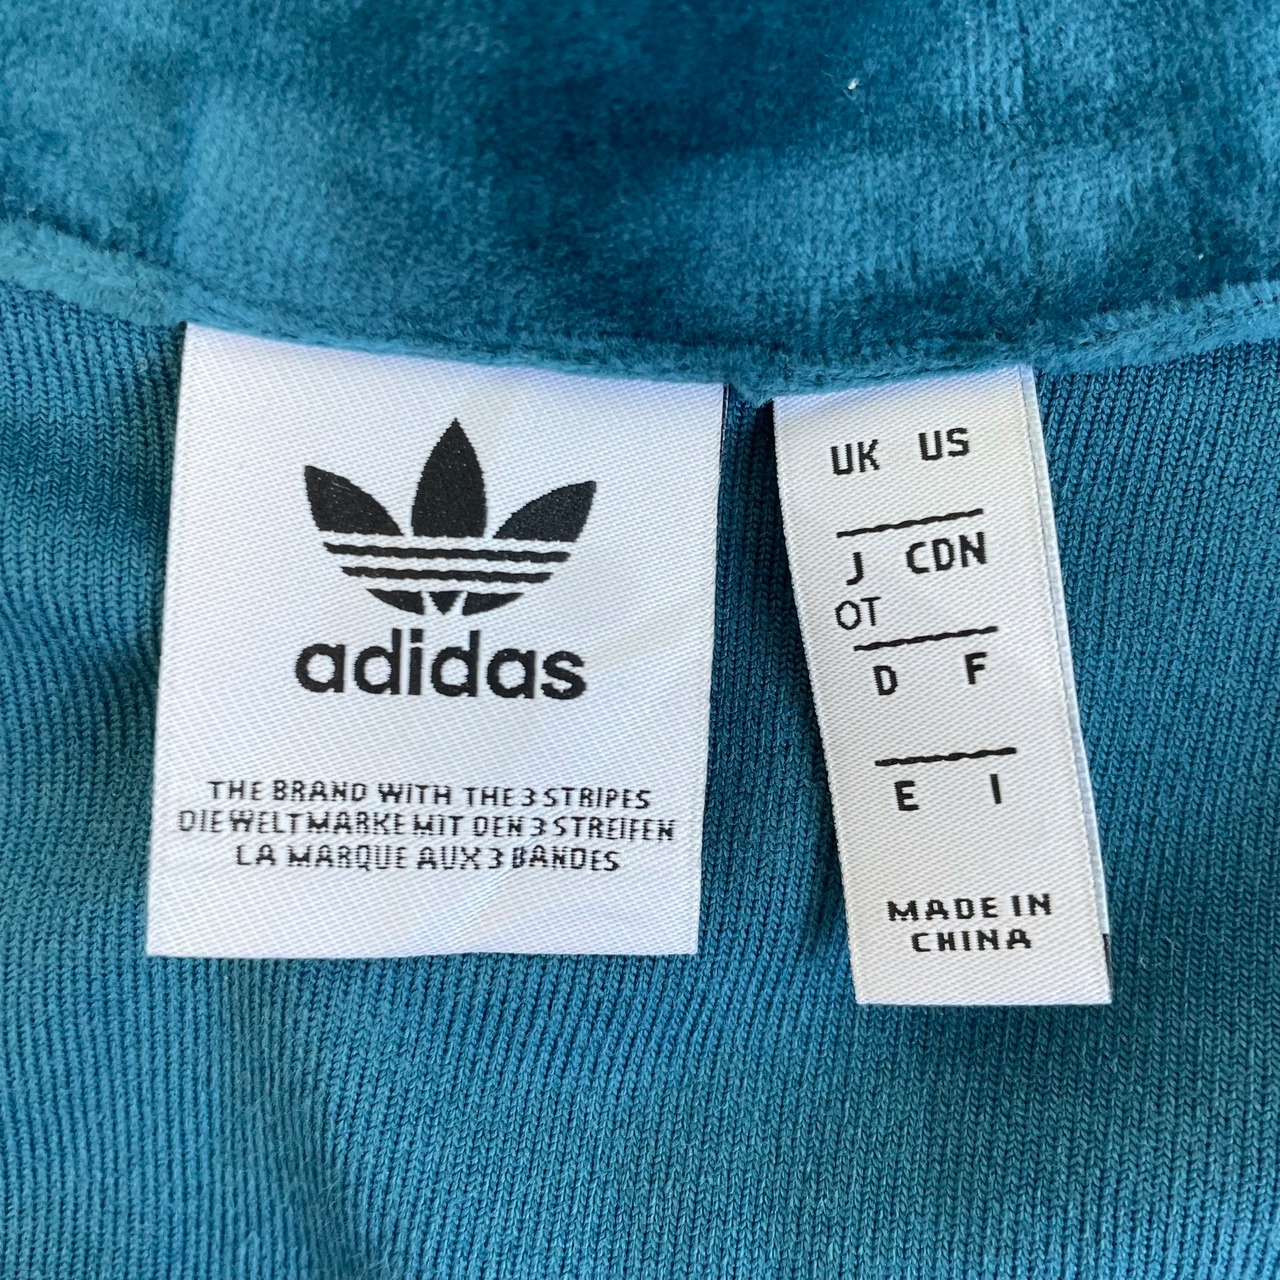 adidas
THE BRAND WITH THE 3 STRIPES
DIE WELTMARKE MIT DEN 3 STREIFEN
LA MARQUE AUX 3 BANDES
UK US
J CDN
OT
D F
E I
MADE IN
CHINA